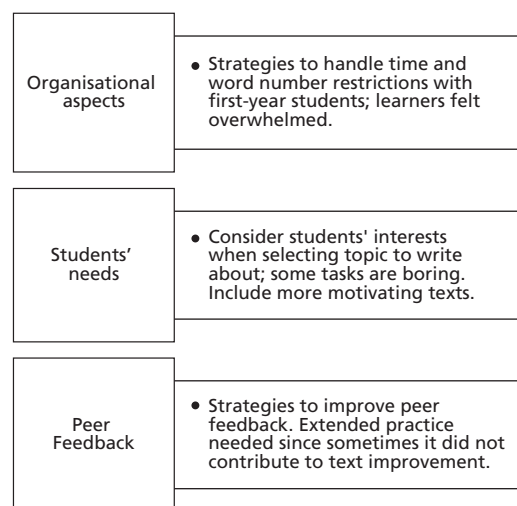 Organisational
aspects
• Strategies to handle time and
word number restrictions with
first-year students; learners felt
overwhelmed.
Students’
needs
• Consider students' interests
when selecting topic to write
about; some tasks are boring.
Include more motivating texts.
Peer
Feedback
• Strategies to improve peer
feedback. Extended practice
needed since sometimes it did not
contribute to text improvement.